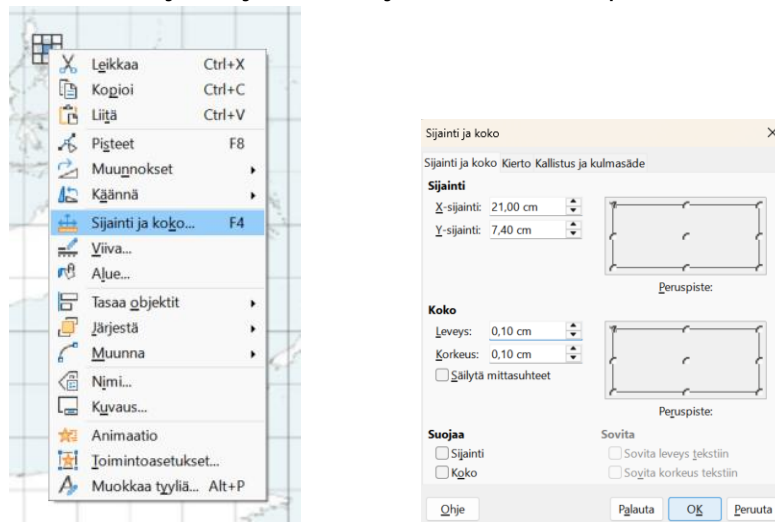 Leikkaa Ctrl+X
Kopioi Ctrl+C
Liitä Ctrl+V
Pisteet F8
Muunnokset
Käännä
Sijainti ja koko... F4
Viiva...
Alue...
Tasaa objektit
Järjestä
Muunna
Nimi...
Kuvaus...
Animaatio
Toimintoasetukset...
Muokkaa tyyliä... Alt+P
Sijainti ja koko
Sijainti ja koko Kierto Kallistus ja kulmasäde
Sijainti
X-sijainti: 21,00 cm
Y-sijainti: 7,40 cm
Peruspiste:
Koko
Leveys: 0,10 cm
Korkeus: 0,10 cm
Säilytä mittasuhteet
Peruspiste:
Suojaa Sovita
Sijainti Sovita leveys tekstiin
Koko Sovita korkeus tekstiin
Ohje Palauta OK Peruuta